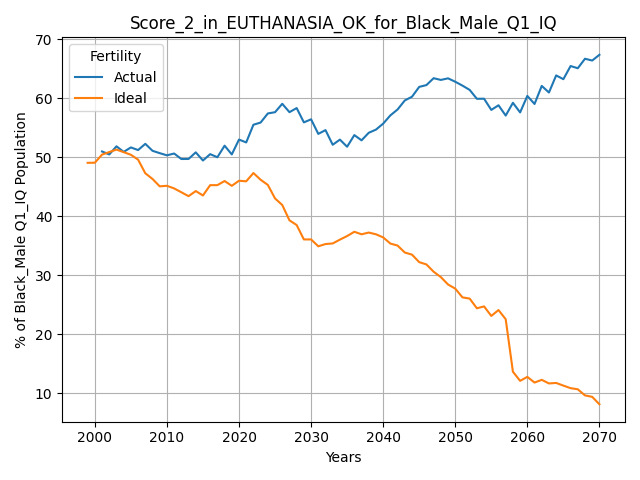 Score_2_in_EUTHANASIA_OK_for_Black_Male_Q1_IQ
Fertility
Actual
Ideal
% of Black_Male Q1_IQ Population
70
60
50
40
30
20
10
2000 2010 2020 2030 2040 2050 2060 2070
Years